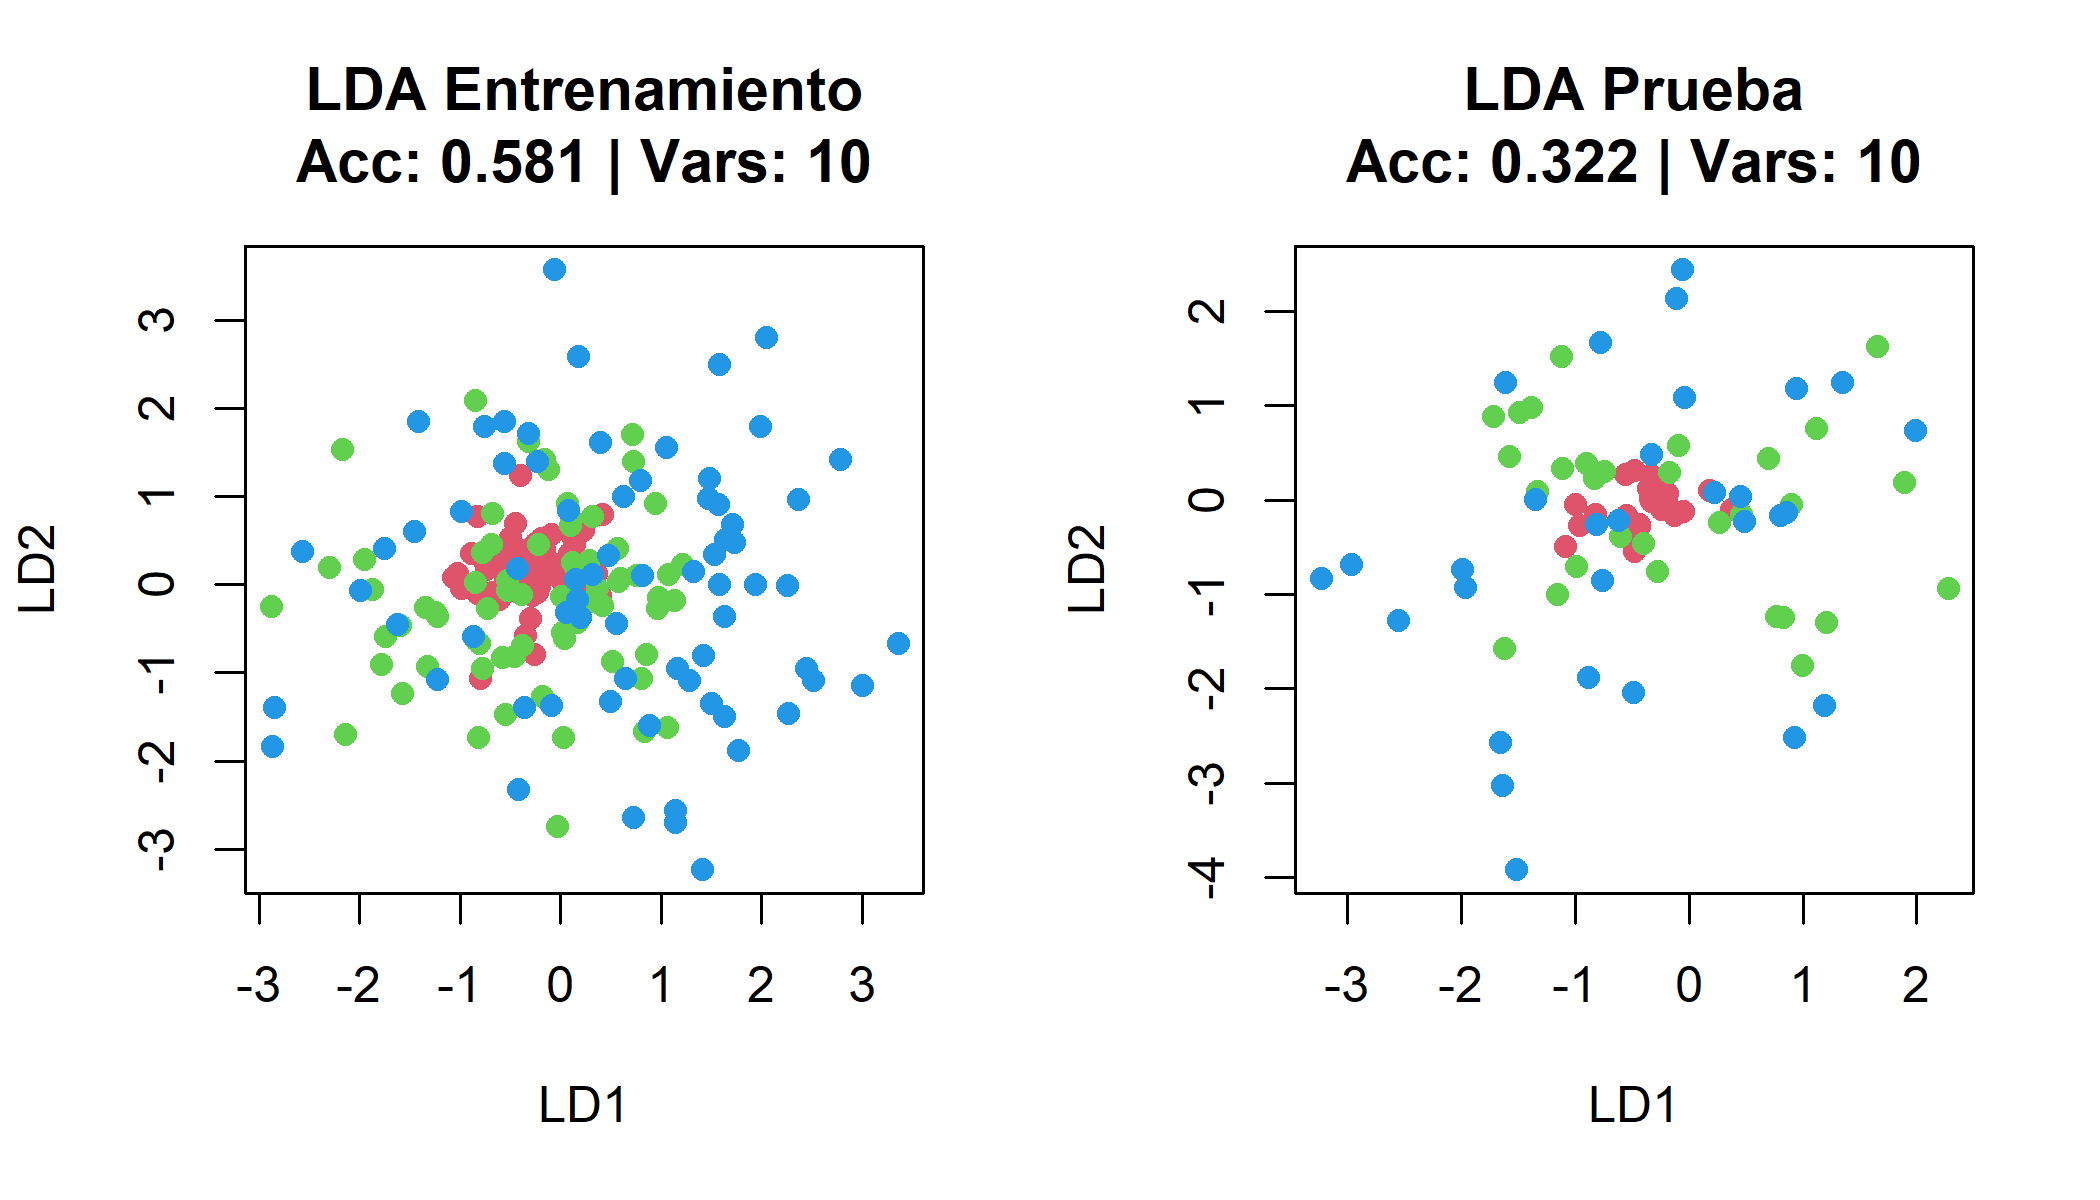 LDA Entrenamiento
Acc: 0.581 | Vars: 10
LD2
3
2
1
0
-1
-2
-3
-3 -2 -1 0 1 2 3
LD1
LDA Prueba
Acc: 0.322 | Vars: 10
LD2
2
1
0
-1
-2
-3
-4
-3 -2 -1 0 1 2
LD1